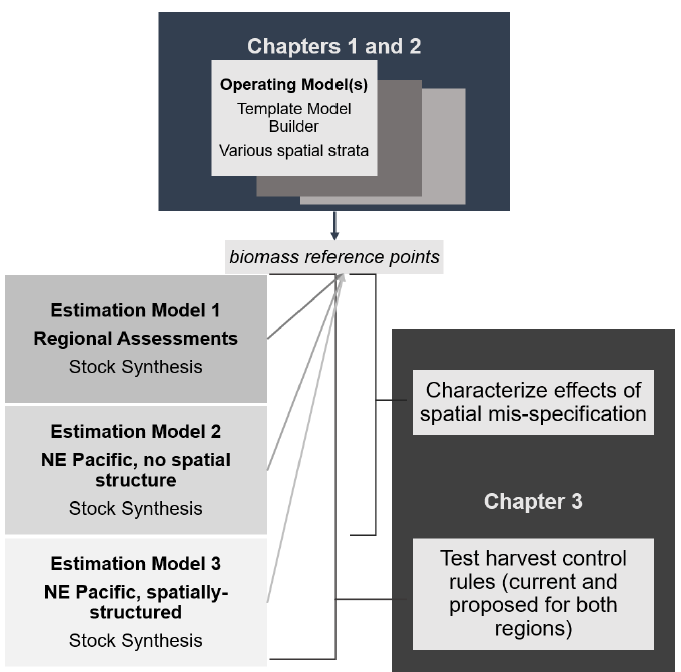 Chapters 1 and 2
Operating Model(s)
Template Model
Builder
Various spatial strata
biomass reference points
Estimation Model 1
Regional Assessments
Stock Synthesis
Estimation Model 2
NE Pacific, no spatial
structure
Stock Synthesis
Estimation Model 3
NE Pacific, spatially-
structured
Stock Synthesis
Characterize effects of
spatial mis-specification
Chapter 3
Test harvest control
rules (current and
proposed for both
regions)